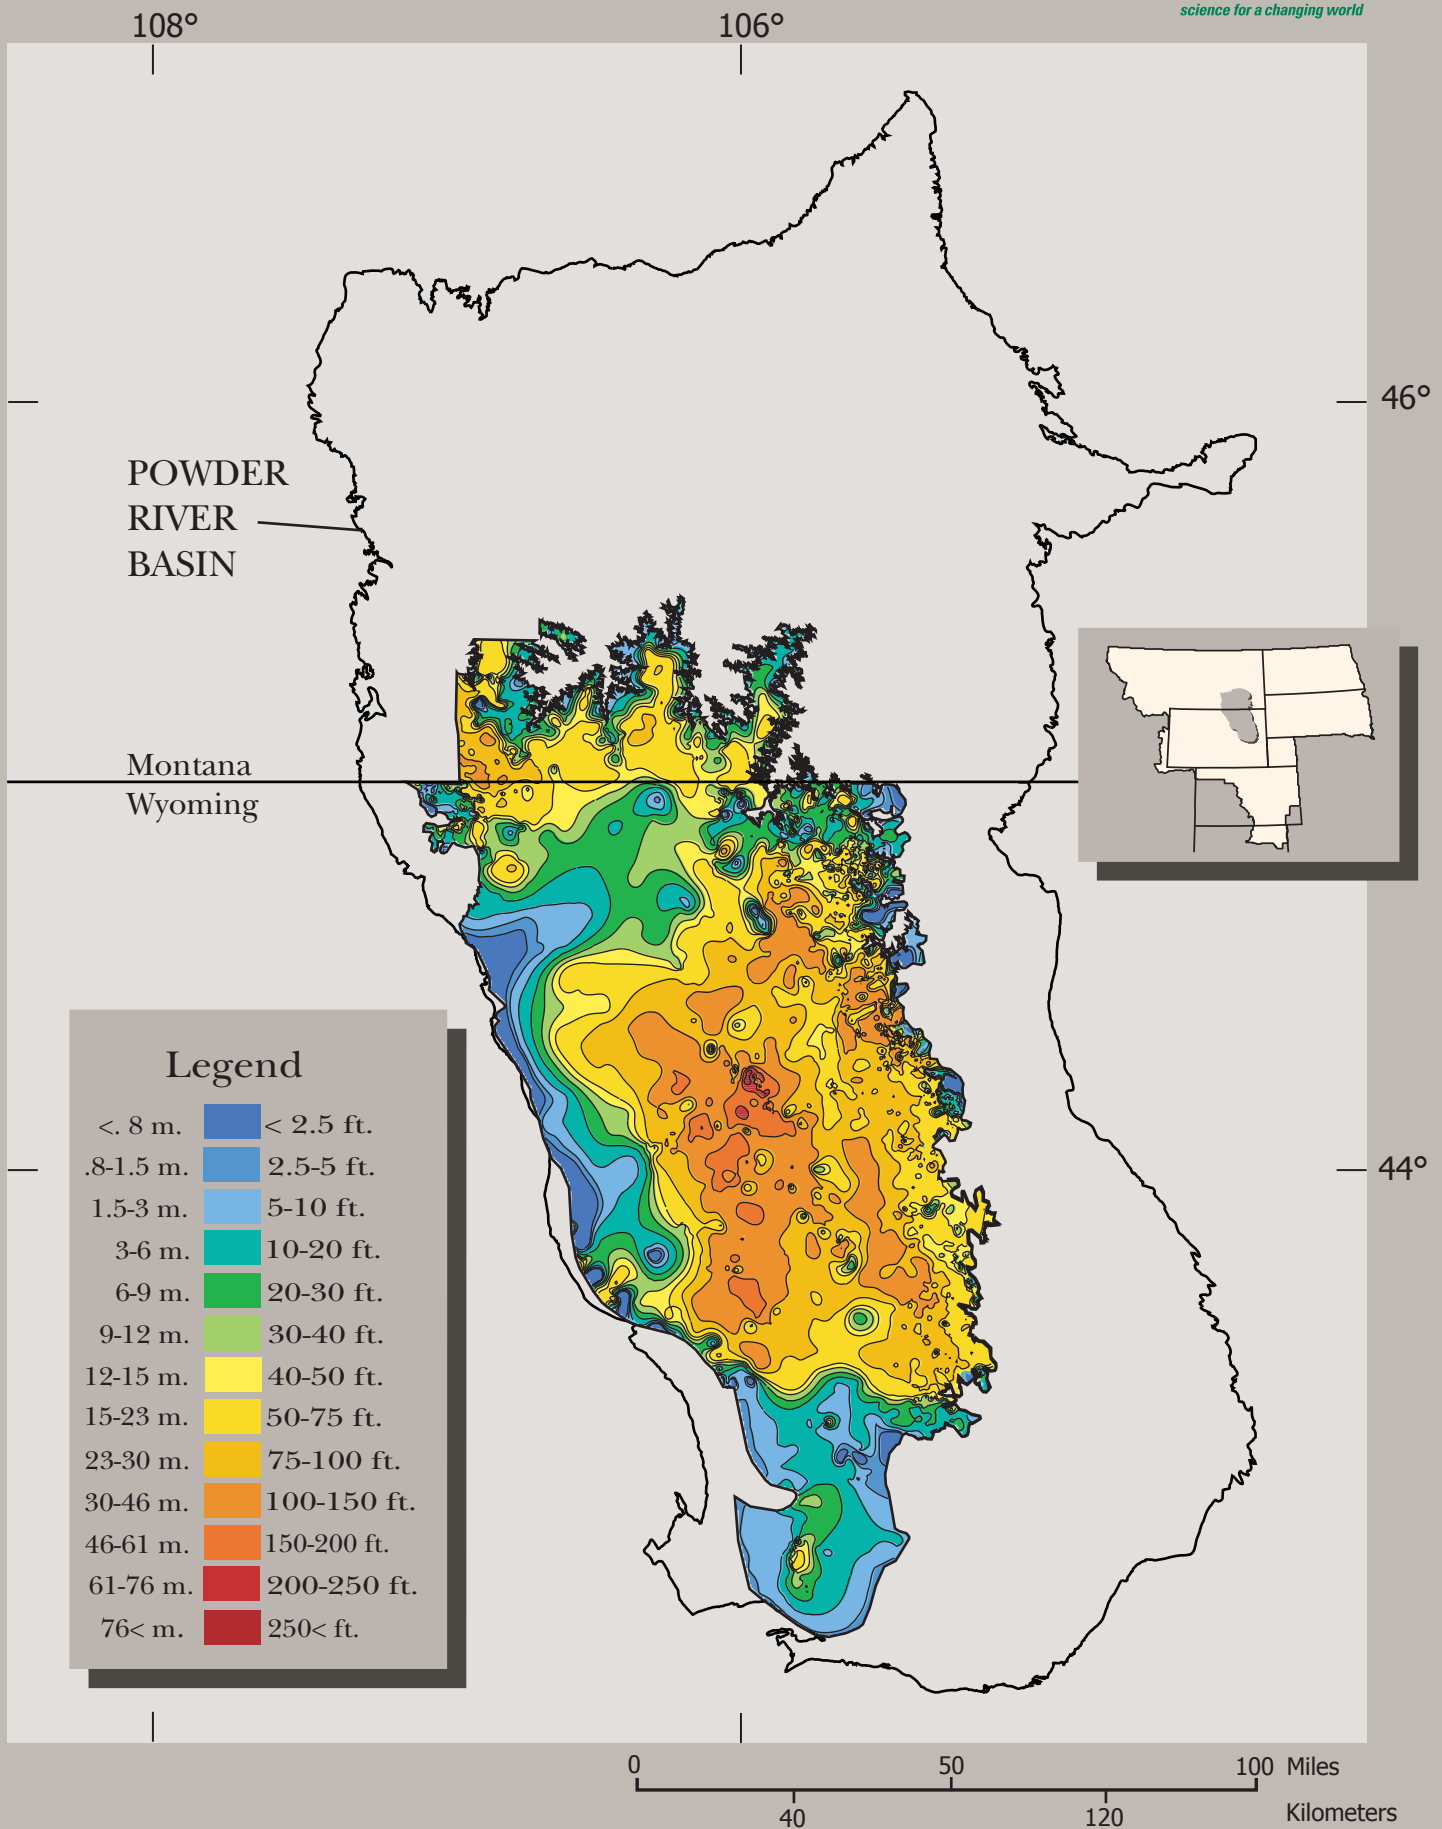 science for a changing world
108°
106°
46°
POWDER
RIVER
BASIN
Montana
Wyoming
44°
Legend
<. 8 m. < 2.5 ft.
.8-1.5 m. 2.5-5 ft.
1.5-3 m. 5-10 ft.
3-6 m. 10-20 ft.
6-9 m. 20-30 ft.
9-12 m. 30-40 ft.
12-15 m. 40-50 ft.
15-23 m. 50-75 ft.
23-30 m. 75-100 ft.
30-46 m. 100-150 ft.
46-61 m. 150-200 ft.
61-76 m. 200-250 ft.
76< m. 250< ft.
0 50 100 Miles
40 120 Kilometers